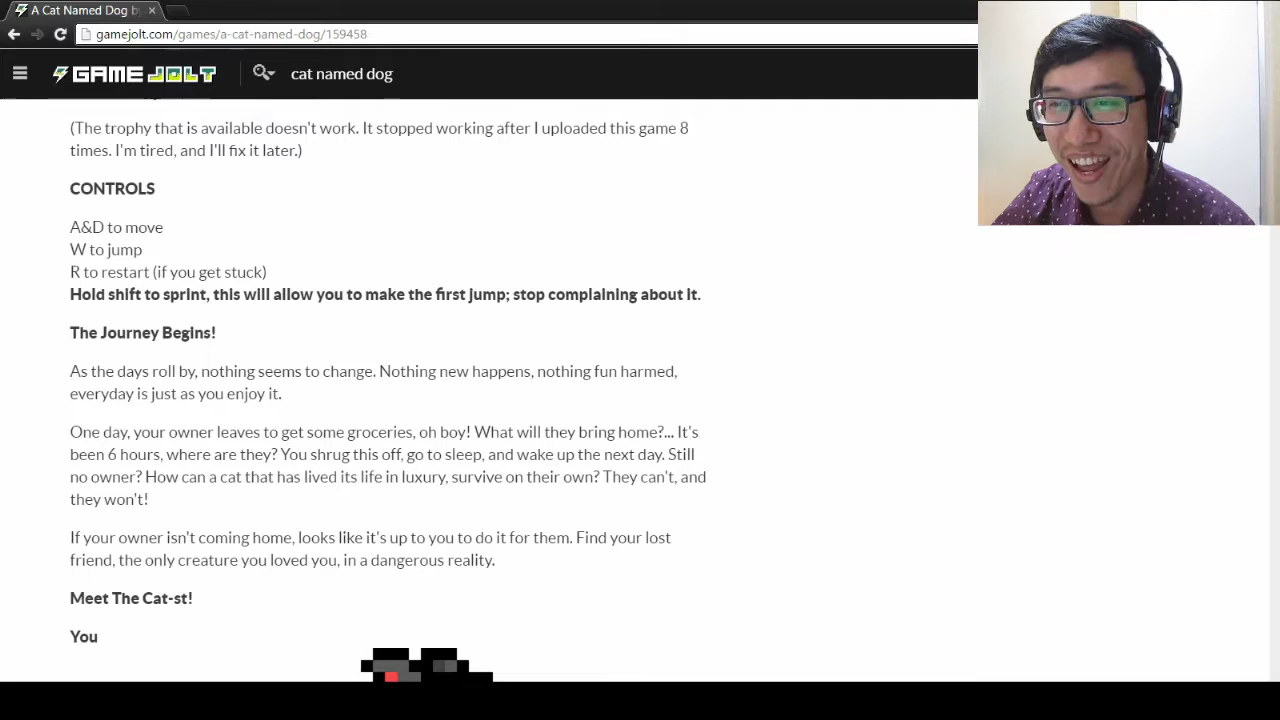 A Cat Named Dog by
gamejolt.com/games/a-cat-named-dog/159458
GAME JOLT
cat named dog
(The trophy that is available doesn't work. It stopped working after I uploaded this game 8
times. I'm tired, and I'll fix it later.)
CONTROLS
A&D to move
W to jump
R to restart (if you get stuck)
Hold shift to sprint, this will allow you to make the first jump; stop complaining about it.
The Journey Begins!
As the days roll by, nothing seems to change. Nothing new happens, nothing fun harmed,
everyday is just as you enjoy it.
One day, your owner leaves to get some groceries, oh boy! What will they bring home?... It's
been 6 hours, where are they? You shrug this off, go to sleep, and wake up the next day. Still
no owner? How can a cat that has lived its life in luxury, survive on their own? They can't, and
they won't!
If your owner isn't coming home, looks like it's up to you to do it for them. Find your lost
friend, the only creature you loved you, in a dangerous reality.
Meet The Cat-st!
You